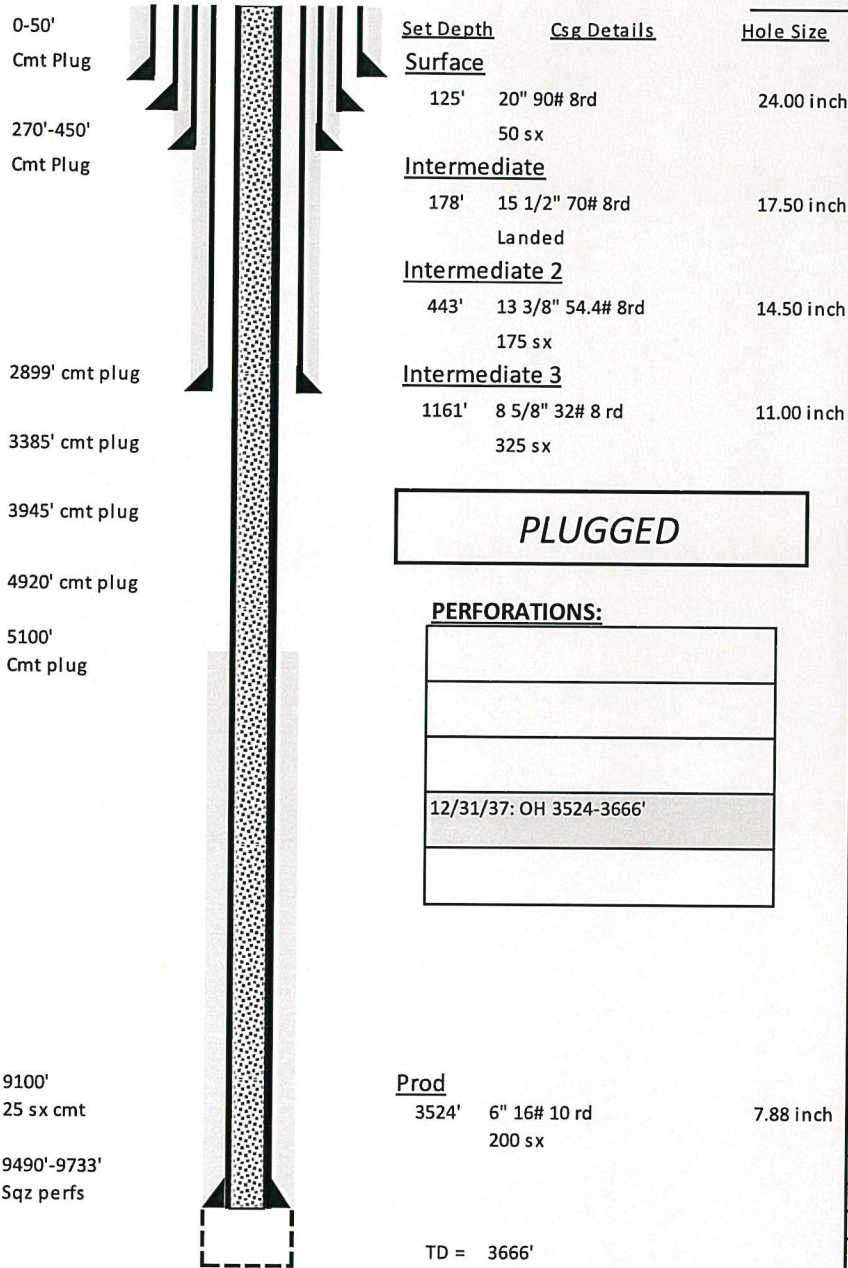 0-50'
Cmt Plug
270'-450'
Cmt Plug
2899' cmt plug
3385' cmt plug
3945' cmt plug
4920' cmt plug
5100'
Cmt plug
9100'
25 sx cmt
9490'-9733'
Sqz perfs
Set Depth Csg Details Hole Size
Surface
125' 20" 90# 8rd 24.00 inch
50 sx
Intermediate
178' 15 1/2" 70# 8rd 17.50 inch
Landed
Intermediate 2
443' 13 3/8" 54.4# 8rd 14.50 inch
175 sx
Intermediate 3
1161' 8 5/8" 32# 8 rd 11.00 inch
325 sx
PLUGGED
PERFORATIONS:
12/31/37: OH 3524-3666'
Prod
3524' 6" 16# 10 rd 7.88 inch
200 sx
TD = 3666'